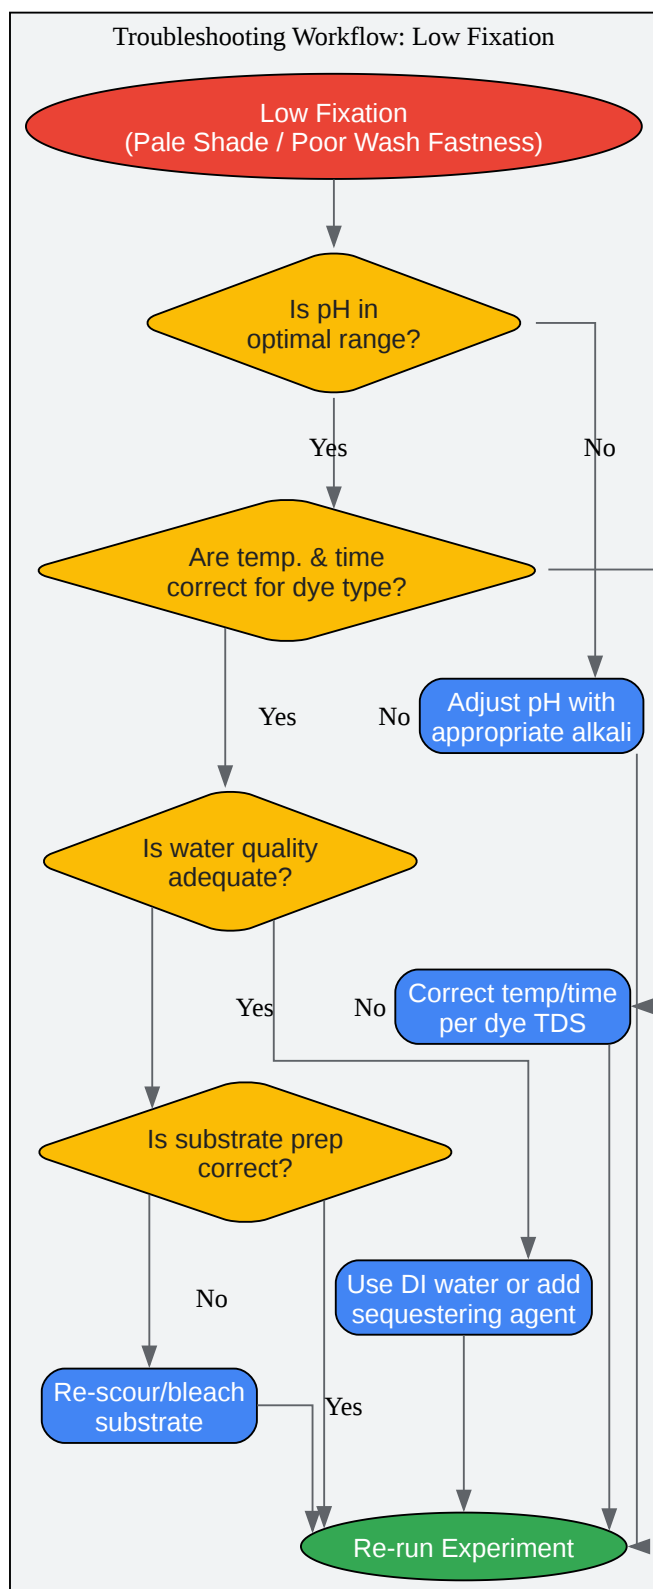 Troubleshooting Workflow: Low Fixation
Low Fixation
(Pale Shade / Poor Wash Fastness)
Is pH in
optimal range?
Yes
No
Are temp. & time
correct for dye type?
Yes
No
Adjust pH with
appropriate alkali
Is water quality
adequate?
Yes
No
Correct temp/time
per dye TDS
Is substrate prep
correct?
No
Use DI water or add
sequestering agent
Re-scour/bleach
substrate
Yes
Re-run Experiment